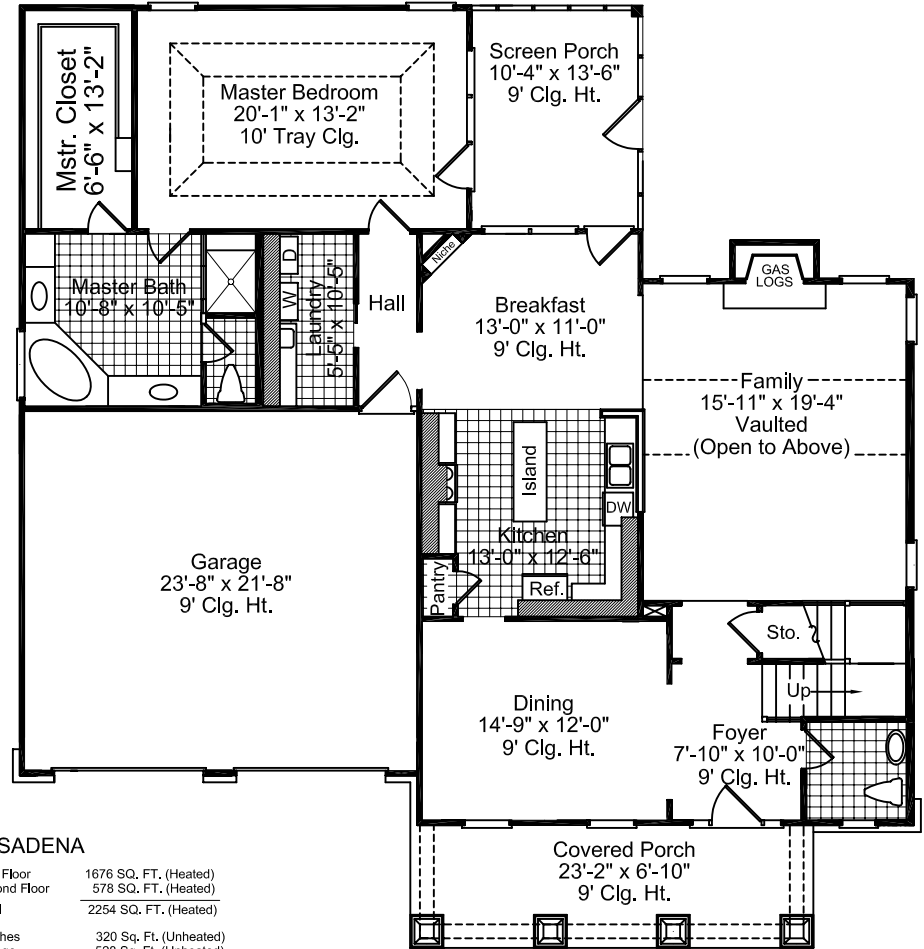 Mstr. Closet
6'-6" x 13'-2"
Master Bedroom
20'-1" x 13'-2"
10' Tray Clg.
Screen Porch
10'-4" x 13'-6"
9' Clg. Ht.
Master Bath
10'-8" x 10'-5"
D
W
Laundry
5'-5" x 10'-5"
Hall
Niche
Breakfast
13'-0" x 11'-0"
9' Clg. Ht.
GAS
LOGS
Family
15'-11" x 19'-4"
Vaulted
(Open to Above)
Island
DW
Kitchen
13'-0" x 12'-6"
Pantry
Ref.
Garage
23'-8" x 21'-8"
9' Clg. Ht.
Sto.
Up
Dining
14'-9" x 12'-0"
9' Clg. Ht.
Foyer
7'-10" x 10'-0"
9' Clg. Ht.
Covered Porch
23'-2" x 6'-10"
9' Clg. Ht.
SADENA
Floor 1676 SQ. FT. (Heated)
ond Floor 578 SQ. FT. (Heated)
2254 SQ. FT. (Heated)
hes 320 Sq. Ft. (Unheated)
Sq. Ft. (Unheated)